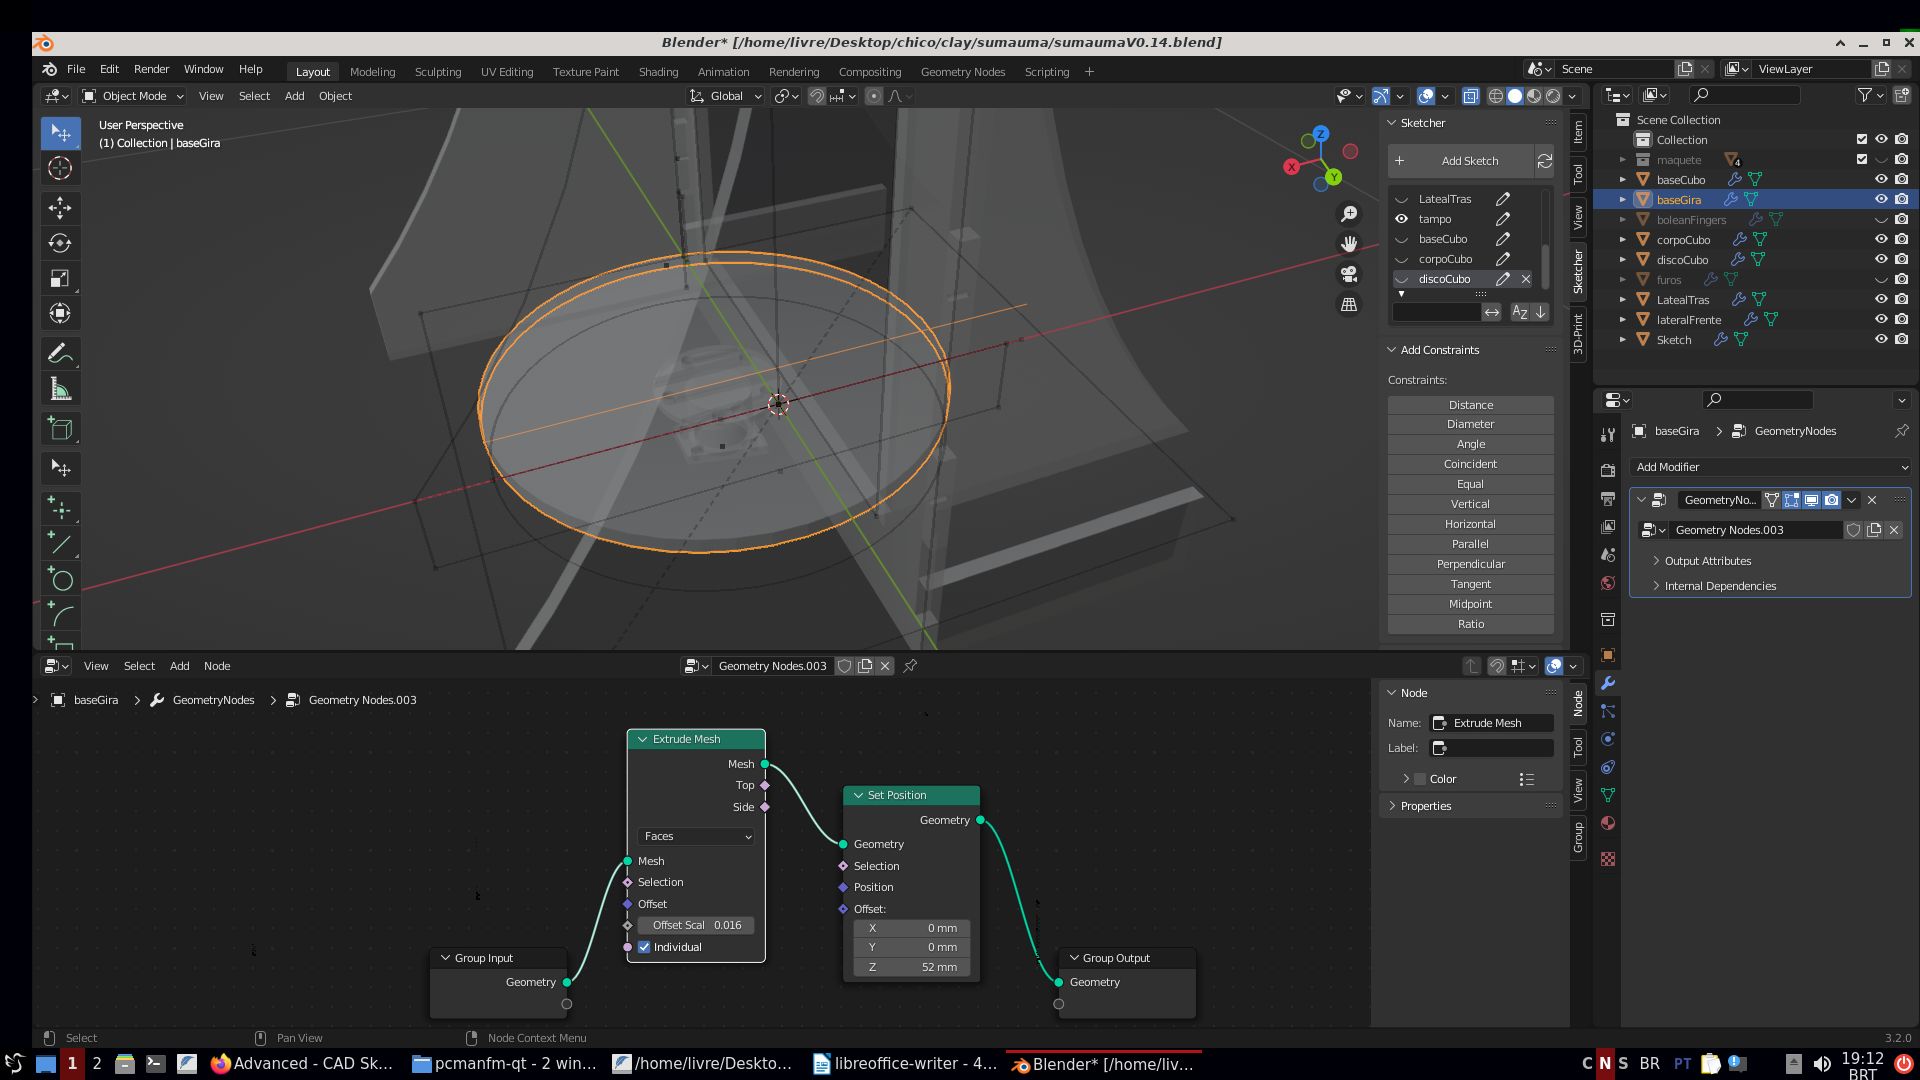 Blender* [/home/livre/Desktop/chico/clay/sumauma/sumaumaV0.14.blend]
File Edit Render Window Help Layout Modeling Sculpting UV Editing Texture Paint Shading Animation Rendering Compositing Geometry Nodes Scripting + Scene ViewLayer
Object Mode View Select Add Object Global
User Perspective
(1) Collection | baseGira
Z
X
Y
Sketcher
+ Add Sketch
LatealTras
tampo
baseCubo
corpoCubo
discoCubo
AZ
Add Constraints
Constraints:
Distance
Diameter
Angle
Coincident
Equal
Vertical
Horizontal
Parallel
Perpendicular
Tangent
Midpoint
Ratio
Item
Tool
View
Sketcher
3D-Print
Scene Collection
Collection
maquete 4
baseCubo
baseGira
boleanFingers
corpoCubo
discoCubo
furos
LatealTras
lateralFrente
Sketch
baseGira > GeometryNodes
Add Modifier
GeometryNo...
Geometry Nodes.003
Output Attributes
Internal Dependencies
View Select Add Node Geometry Nodes.003
baseGira > GeometryNodes > Geometry Nodes.003
Extrude Mesh
Mesh
Top
Side
Faces
Mesh
Selection
Offset
Offset Scal 0.016
Individual
Set Position
Geometry
Geometry
Selection
Position
Offset:
X 0 mm
Y 0 mm
Z 52 mm
Group Input
Geometry
Group Output
Geometry
Node
Name: Extrude Mesh
Label:
Color
Properties
Node
Tool
View
Group
Select Pan View Node Context Menu 3.2.0
1 2 Advanced - CAD Sk... pcmanfm-qt - 2 win... /home/livre/Deskto... libreoffice-writer - 4... Blender* [/home/liv... C N S BR PT 19:12
BRT